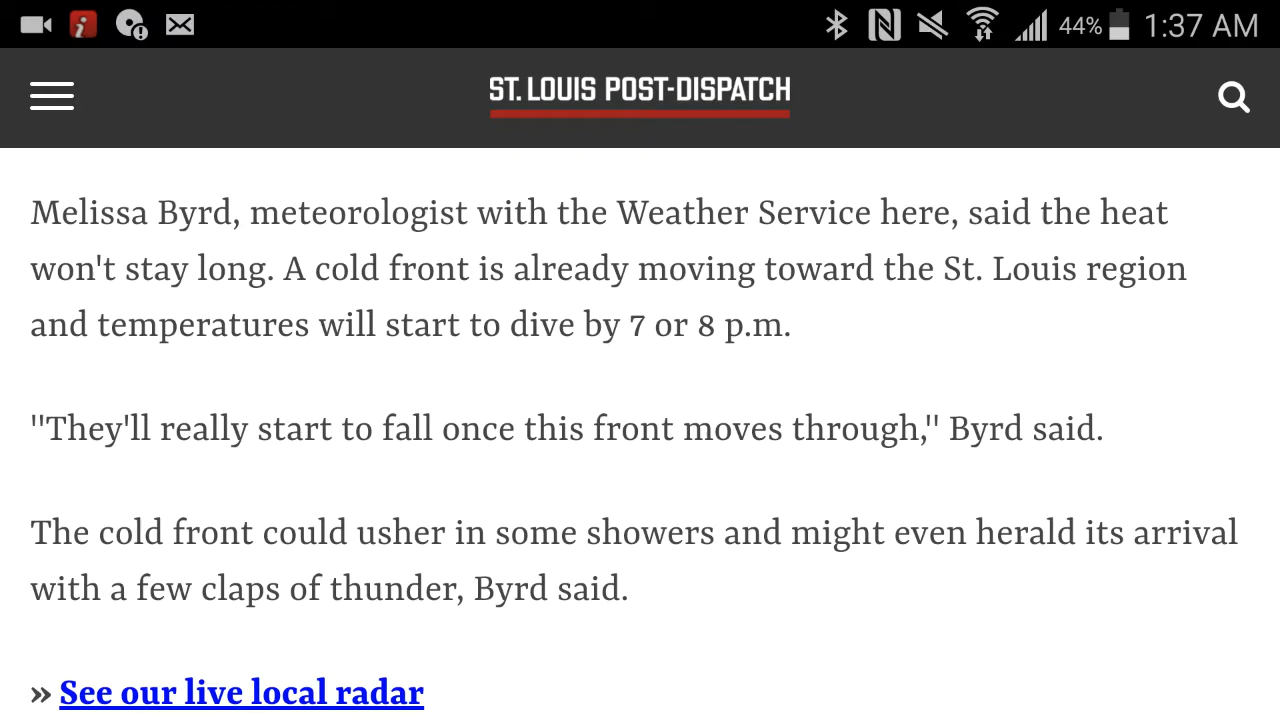 44% 1:37 AM
ST. LOUIS POST-DISPATCH
Melissa Byrd, meteorologist with the Weather Service here, said the heat
won't stay long. A cold front is already moving toward the St. Louis region
and temperatures will start to dive by 7 or 8 p.m.
"They'll really start to fall once this front moves through," Byrd said.
The cold front could usher in some showers and might even herald its arrival
with a few claps of thunder, Byrd said.
» See our live local radar